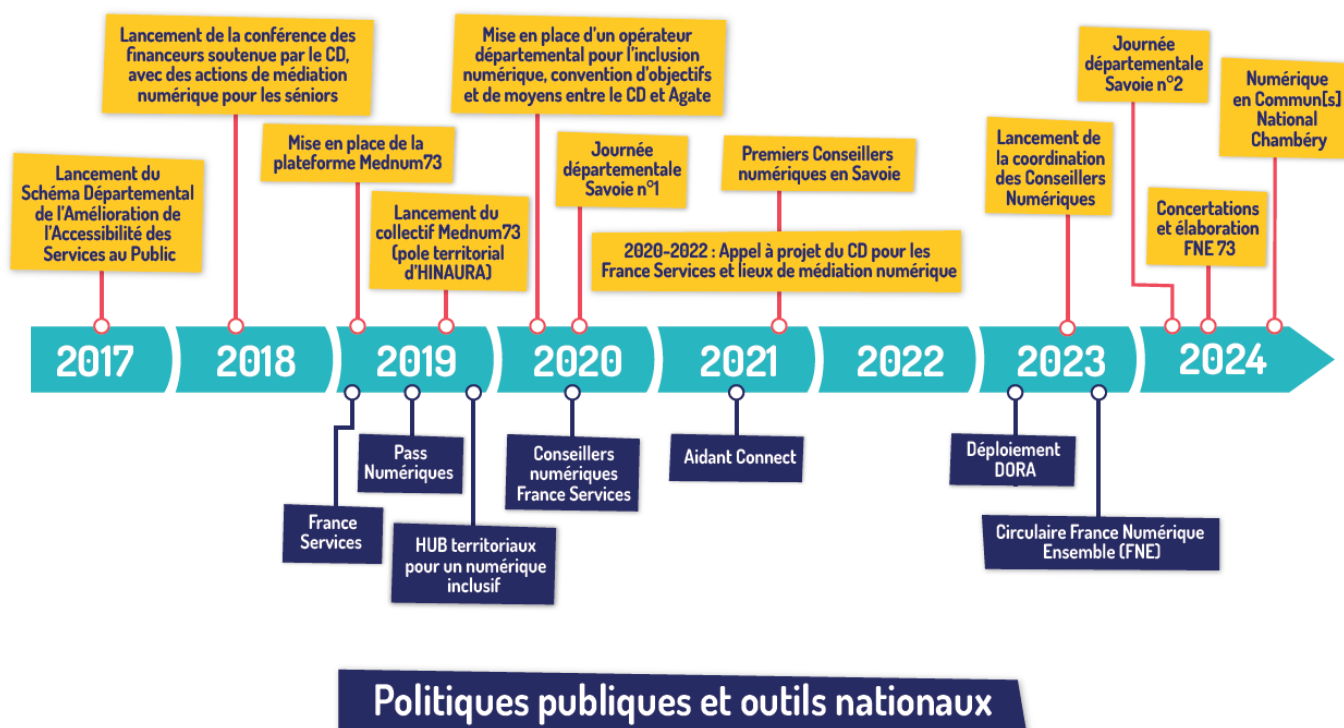 Lancement de la conférence des
financeurs soutenue par le CD,
avec des actions de médiation
numérique pour les séniors
Mise en place d'un opérateur
départemental pour l'inclusion
numérique, convention d'objectifs
et de moyens entre le CD et Agate
Journée
départementale
Savoie n°2
Numérique
en Commun[s]
National
Chambéry
Mise en place de la
plateforme Mednum73
Journée
départementale
Savoie n°1
Premiers Conseillers
numériques en Savoie
Lancement de
la coordination
des Conseillers
Numériques
Lancement du
Schéma Départemental
de l'Amélioration de
l'Accessibilité des
Services au Public
Lancement du
collectif Mednum73
(pole territorial
d'HINAURA)
2020-2022 : Appel à projet du CD pour les
France Services et lieux de médiation numérique
Concertations
et élaboration
FNE 73
2017
2018
2019
2020
2021
2022
2023
2024
France
Services
Pass
Numériques
HUB territoriaux
pour un numérique
inclusif
Conseillers
numériques
France Services
Aidant Connect
Déploiement
DORA
Circulaire France Numérique
Ensemble (FNE)
Politiques publiques et outils nationaux